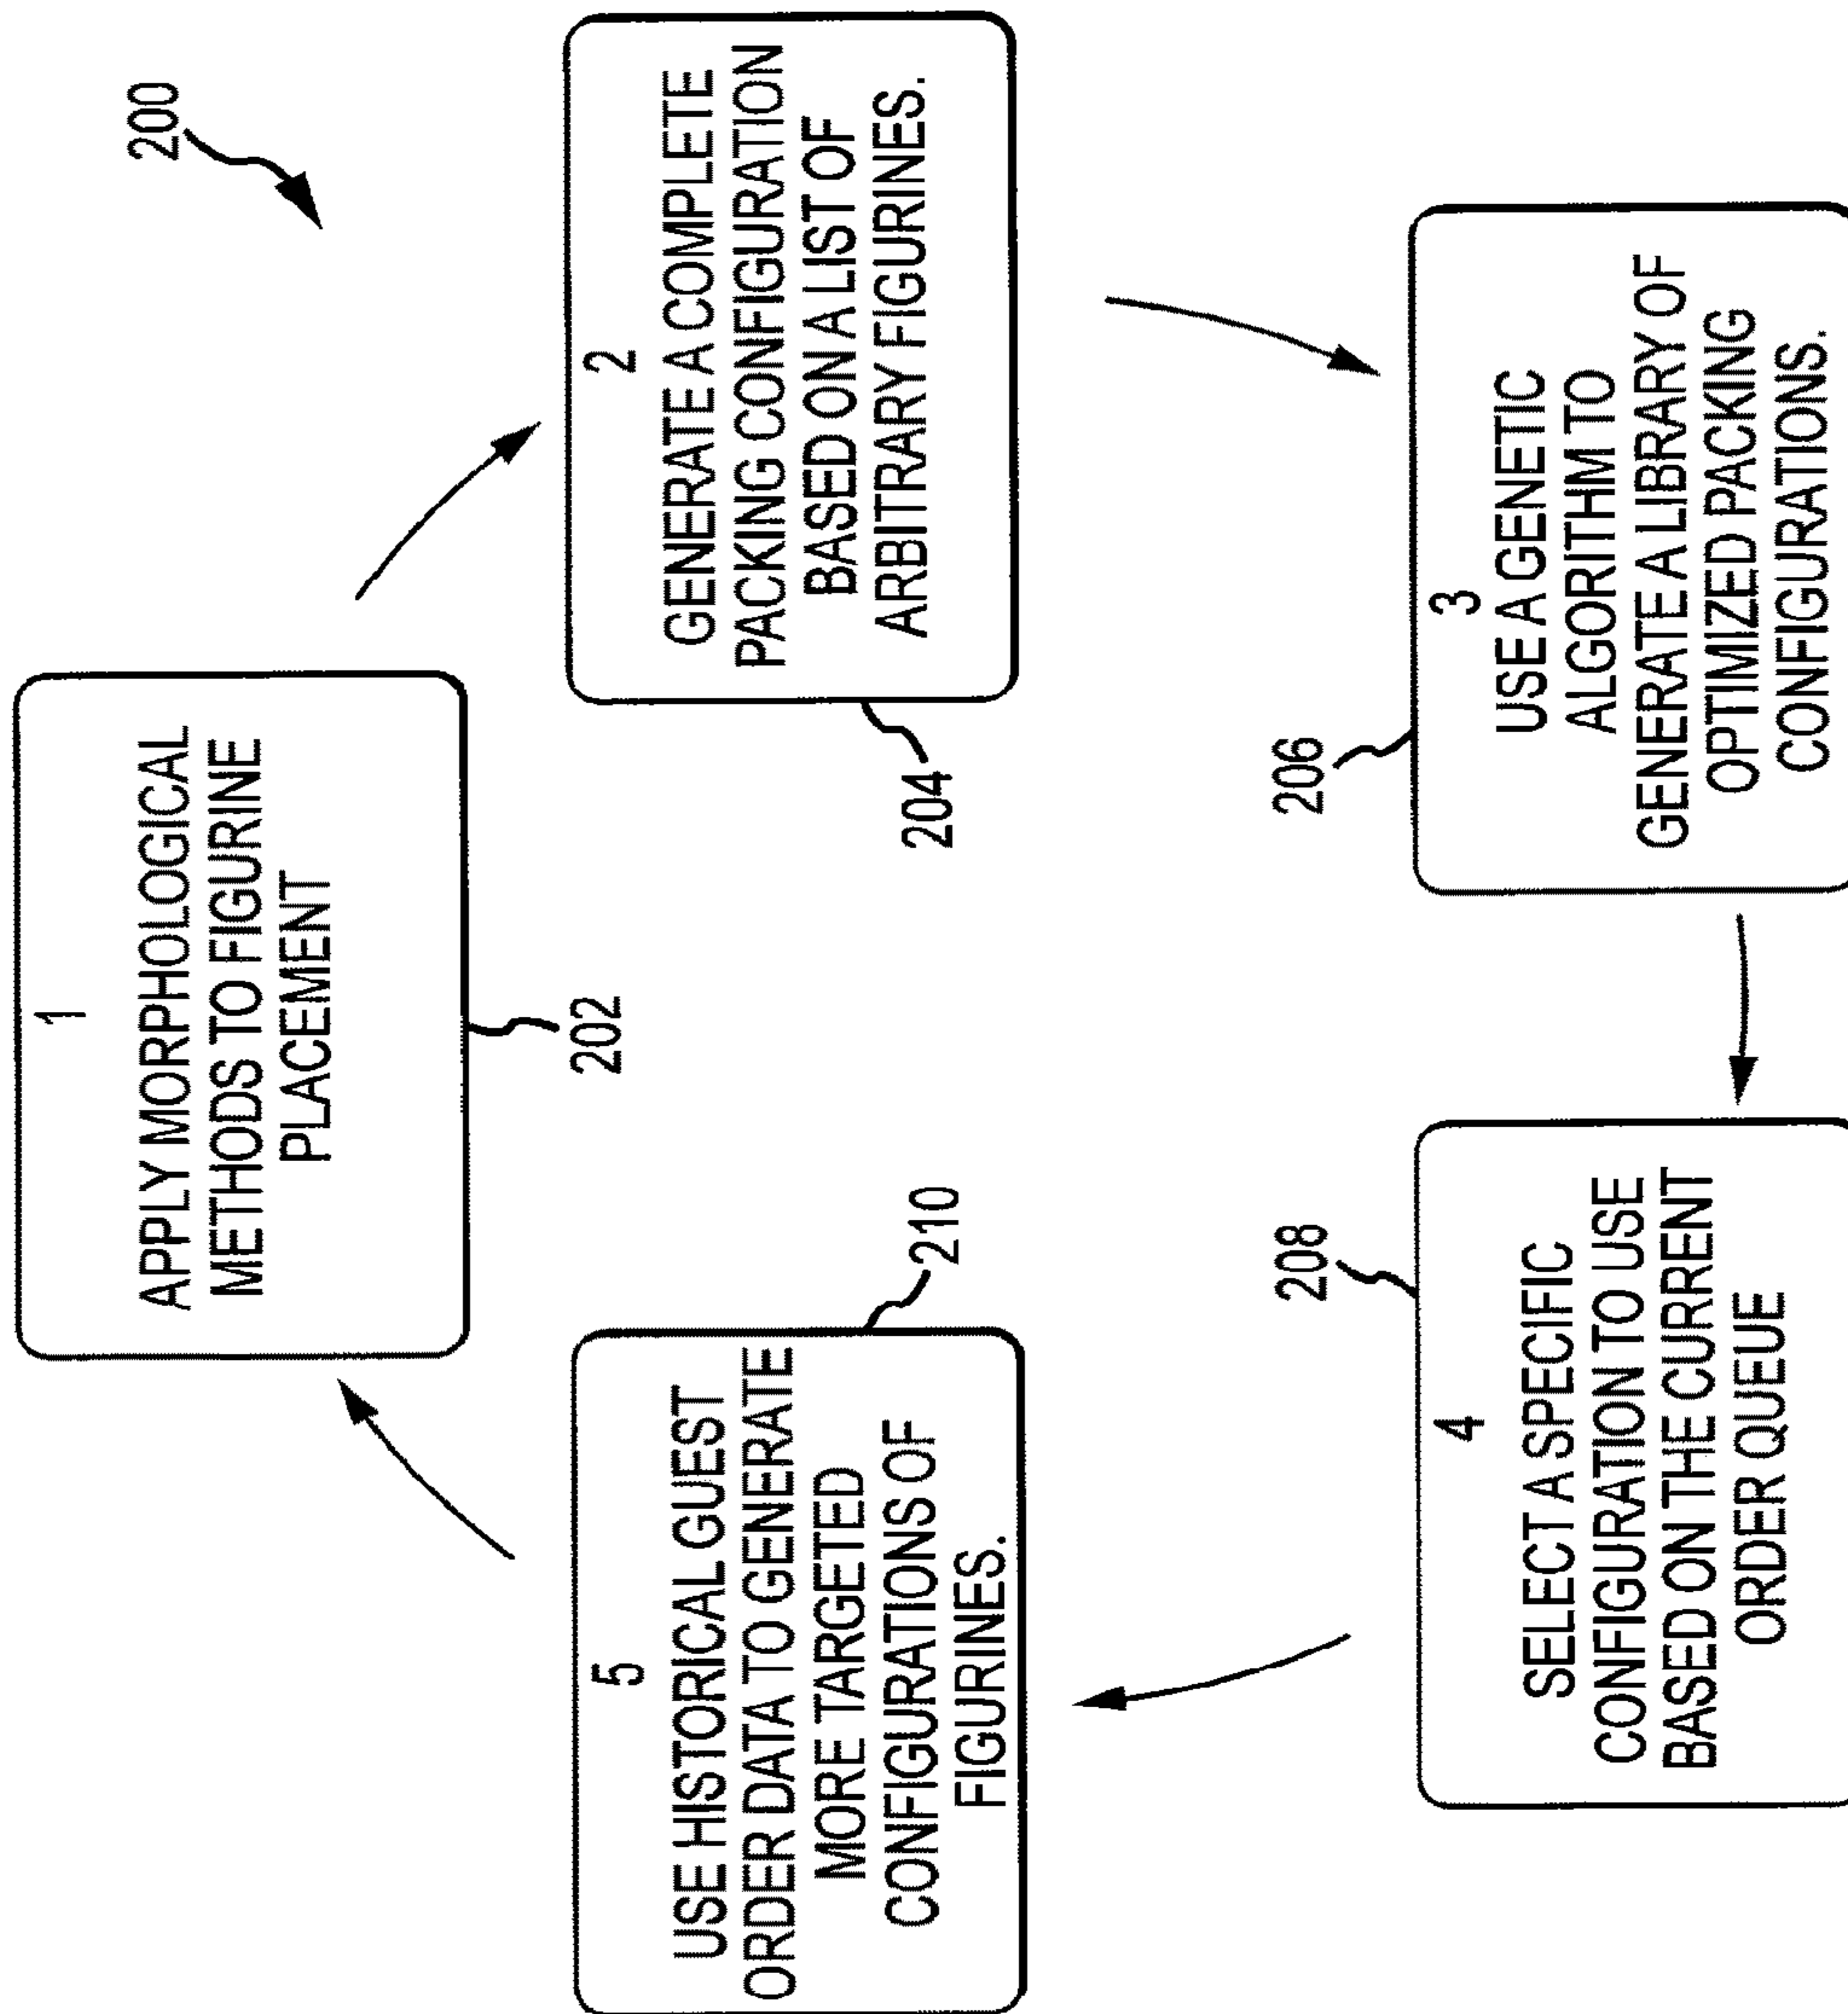 200
1
APPLY MORPHOLOGICAL
METHODS TO FIGURINE
PLACEMENT
202
2
GENERATE A COMPLETE
PACKING CONFIGURATION
BASED ON A LIST OF
ARBITRARY FIGURINES.
204
206
3
USE A GENETIC
ALGORITHM TO
GENERATE A LIBRARY OF
OPTIMIZED PACKING
CONFIGURATIONS.
208
4
SELECT A SPECIFIC
CONFIGURATION TO USE
BASED ON THE CURRENT
ORDER QUEUE
5
USE HISTORICAL GUEST
ORDER DATA TO GENERATE
MORE TARGETED
CONFIGURATIONS OF
FIGURINES.
210